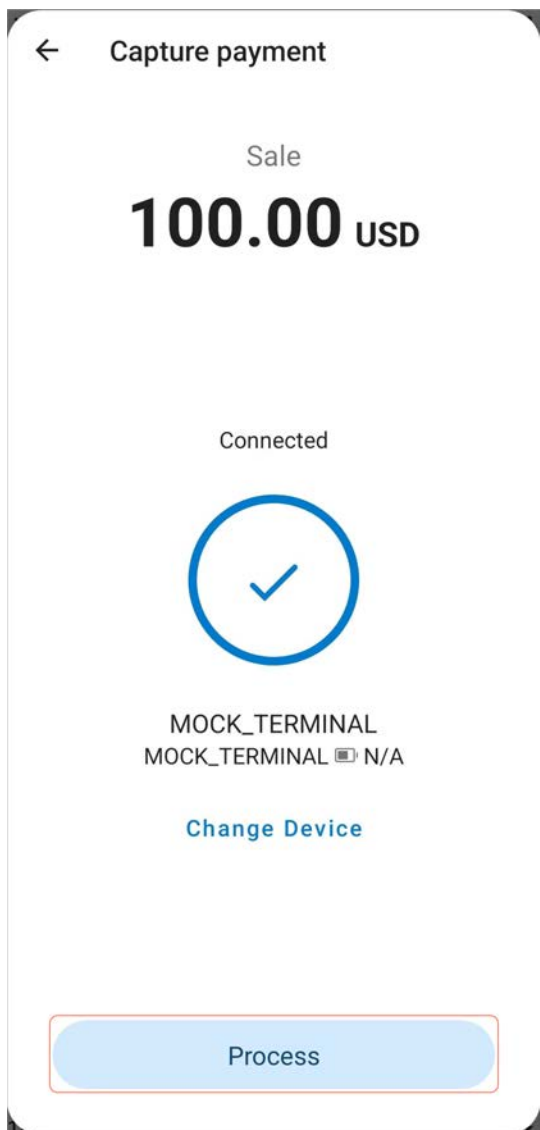 Capture payment
Sale
100.00 USD
Connected
MOCK_TERMINAL
MOCK_TERMINAL N/A
Change Device
Process